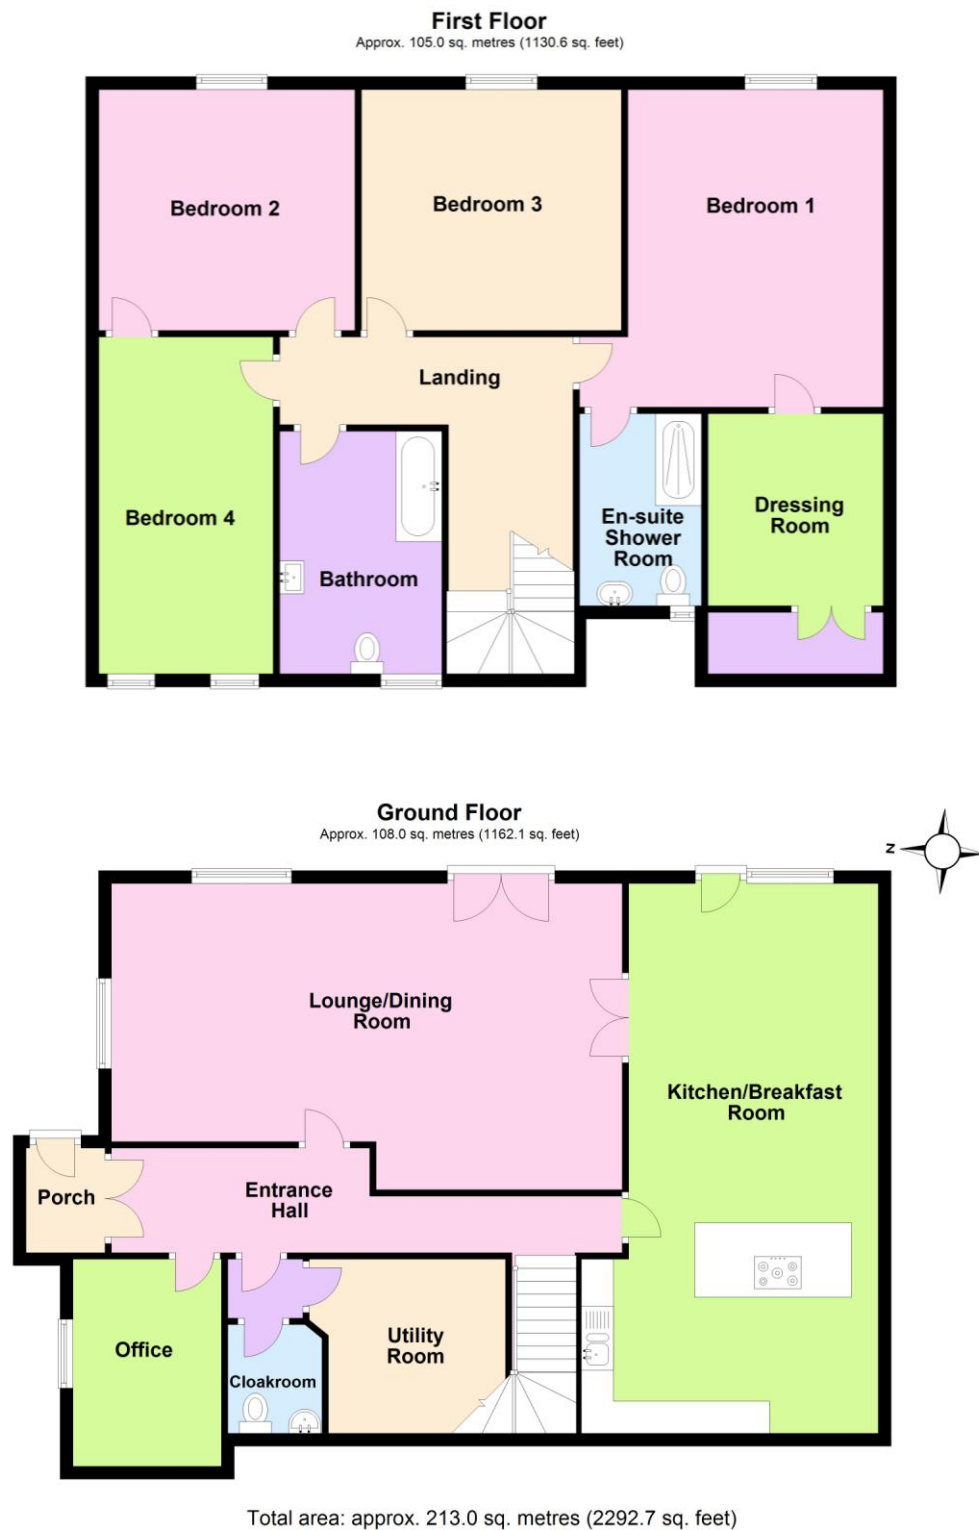 First Floor
Approx. 105.0 sq. metres (1130.6 sq. feet)
Bedroom 2
Bedroom 3
Bedroom 1
Landing
Bedroom 4
Bathroom
En-suite
Shower
Room
Dressing
Room
Ground Floor
Approx. 108.0 sq. metres (1162.1 sq. feet)
N
Lounge/Dining
Room
Kitchen/Breakfast
Room
Porch
Entrance
Hall
Office
Cloakroom
Utility
Room
Total area: approx. 213.0 sq. metres (2292.7 sq. feet)